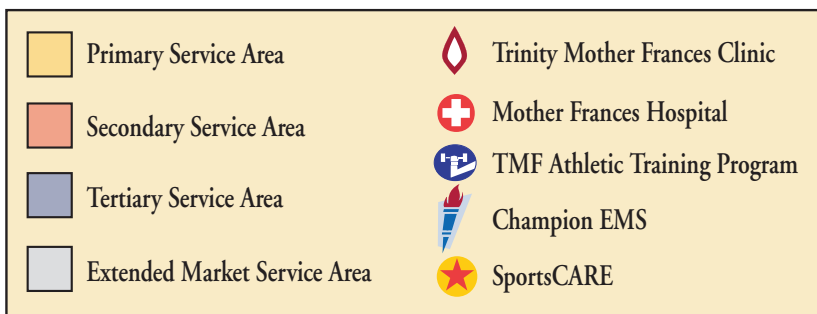 Primary Service Area
Secondary Service Area
Tertiary Service Area
Extended Market Service Area
Trinity Mother Frances Clinic
Mother Frances Hospital
TMF Athletic Training Program
Champion EMS
SportsCARE